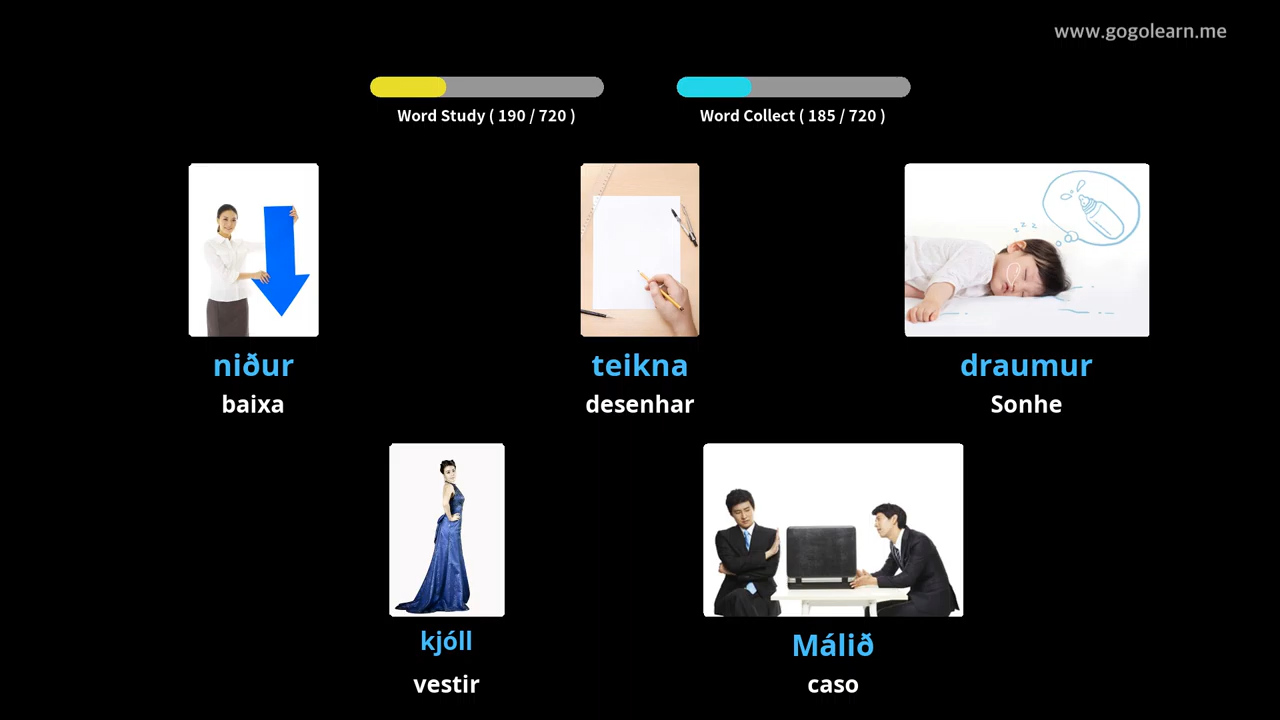 www.gogolearn.me
Word Study ( 190 / 720 )
Word Collect ( 185 / 720 )
niður
teikna
draumur
baixa
desenhar
Sonhe
kjóll
Málið
vestir
caso